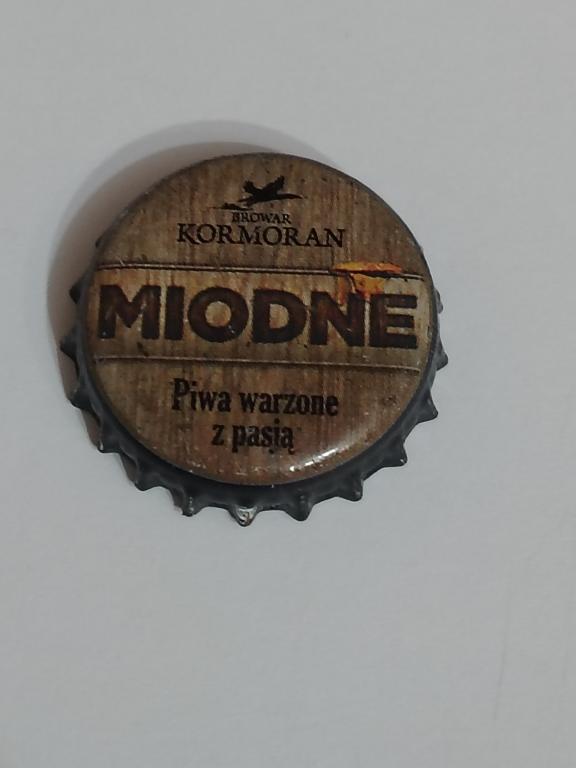 BROWAR
KORMORAN
MIODNE
Piwa warzone
z pasją